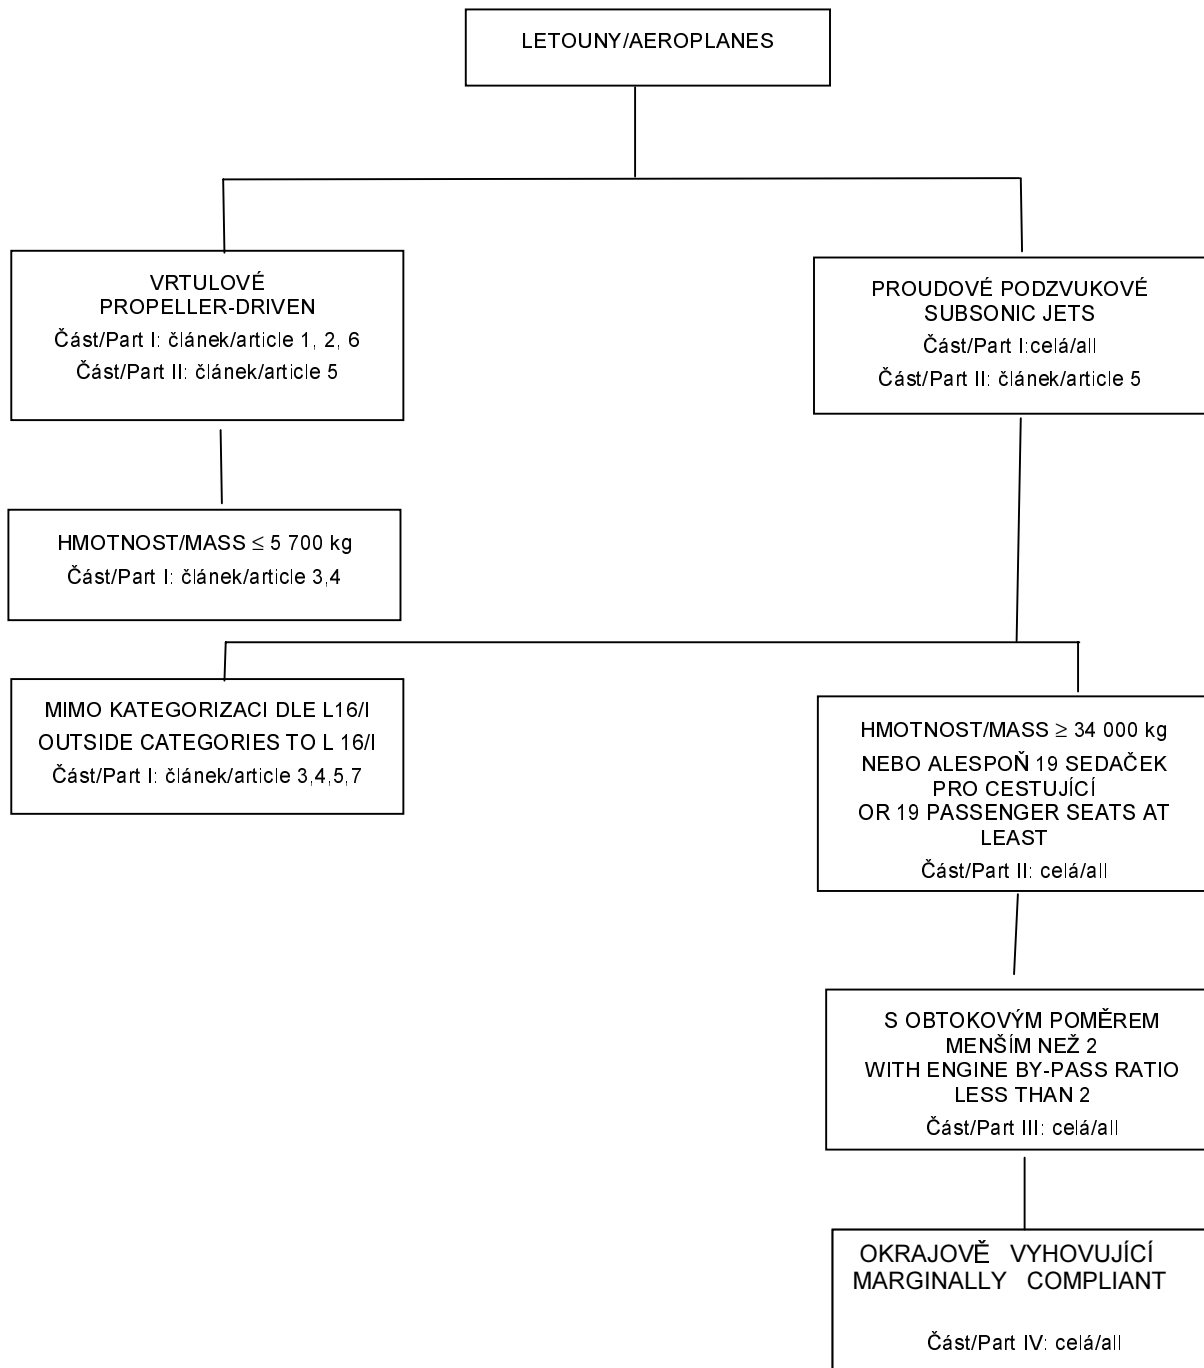 LETOUNY/AEROPLANES
VRTULOVÉ
PROPELLER-DRIVEN
Část/Part I: článek/article 1, 2, 6
Část/Part II: článek/article 5
PROUDOVÉ PODZVUKOVÉ
SUBSONIC JETS
Část/Part I:celá/all
Část/Part II: článek/article 5
HMOTNOST/MASS ≤ 5 700 kg
Část/Part I: článek/article 3,4
MIMO KATEGORIZACI DLE L16/I
OUTSIDE CATEGORIES TO L 16/I
Část/Part I: článek/article 3,4,5,7
HMOTNOST/MASS ≥ 34 000 kg
NEBO ALESPOŇ 19 SEDAČEK
PRO CESTUJÍCÍ
OR 19 PASSENGER SEATS AT
LEAST
Část/Part II: celá/all
S OBTOKOVÝM POMĚREM
MENŠÍM NEŽ 2
WITH ENGINE BY-PASS RATIO
LESS THAN 2
Část/Part III: celá/all
OKRAJOVĚ VYHOVUJÍCÍ
MARGINALLY COMPLIANT
Část/Part IV: celá/all